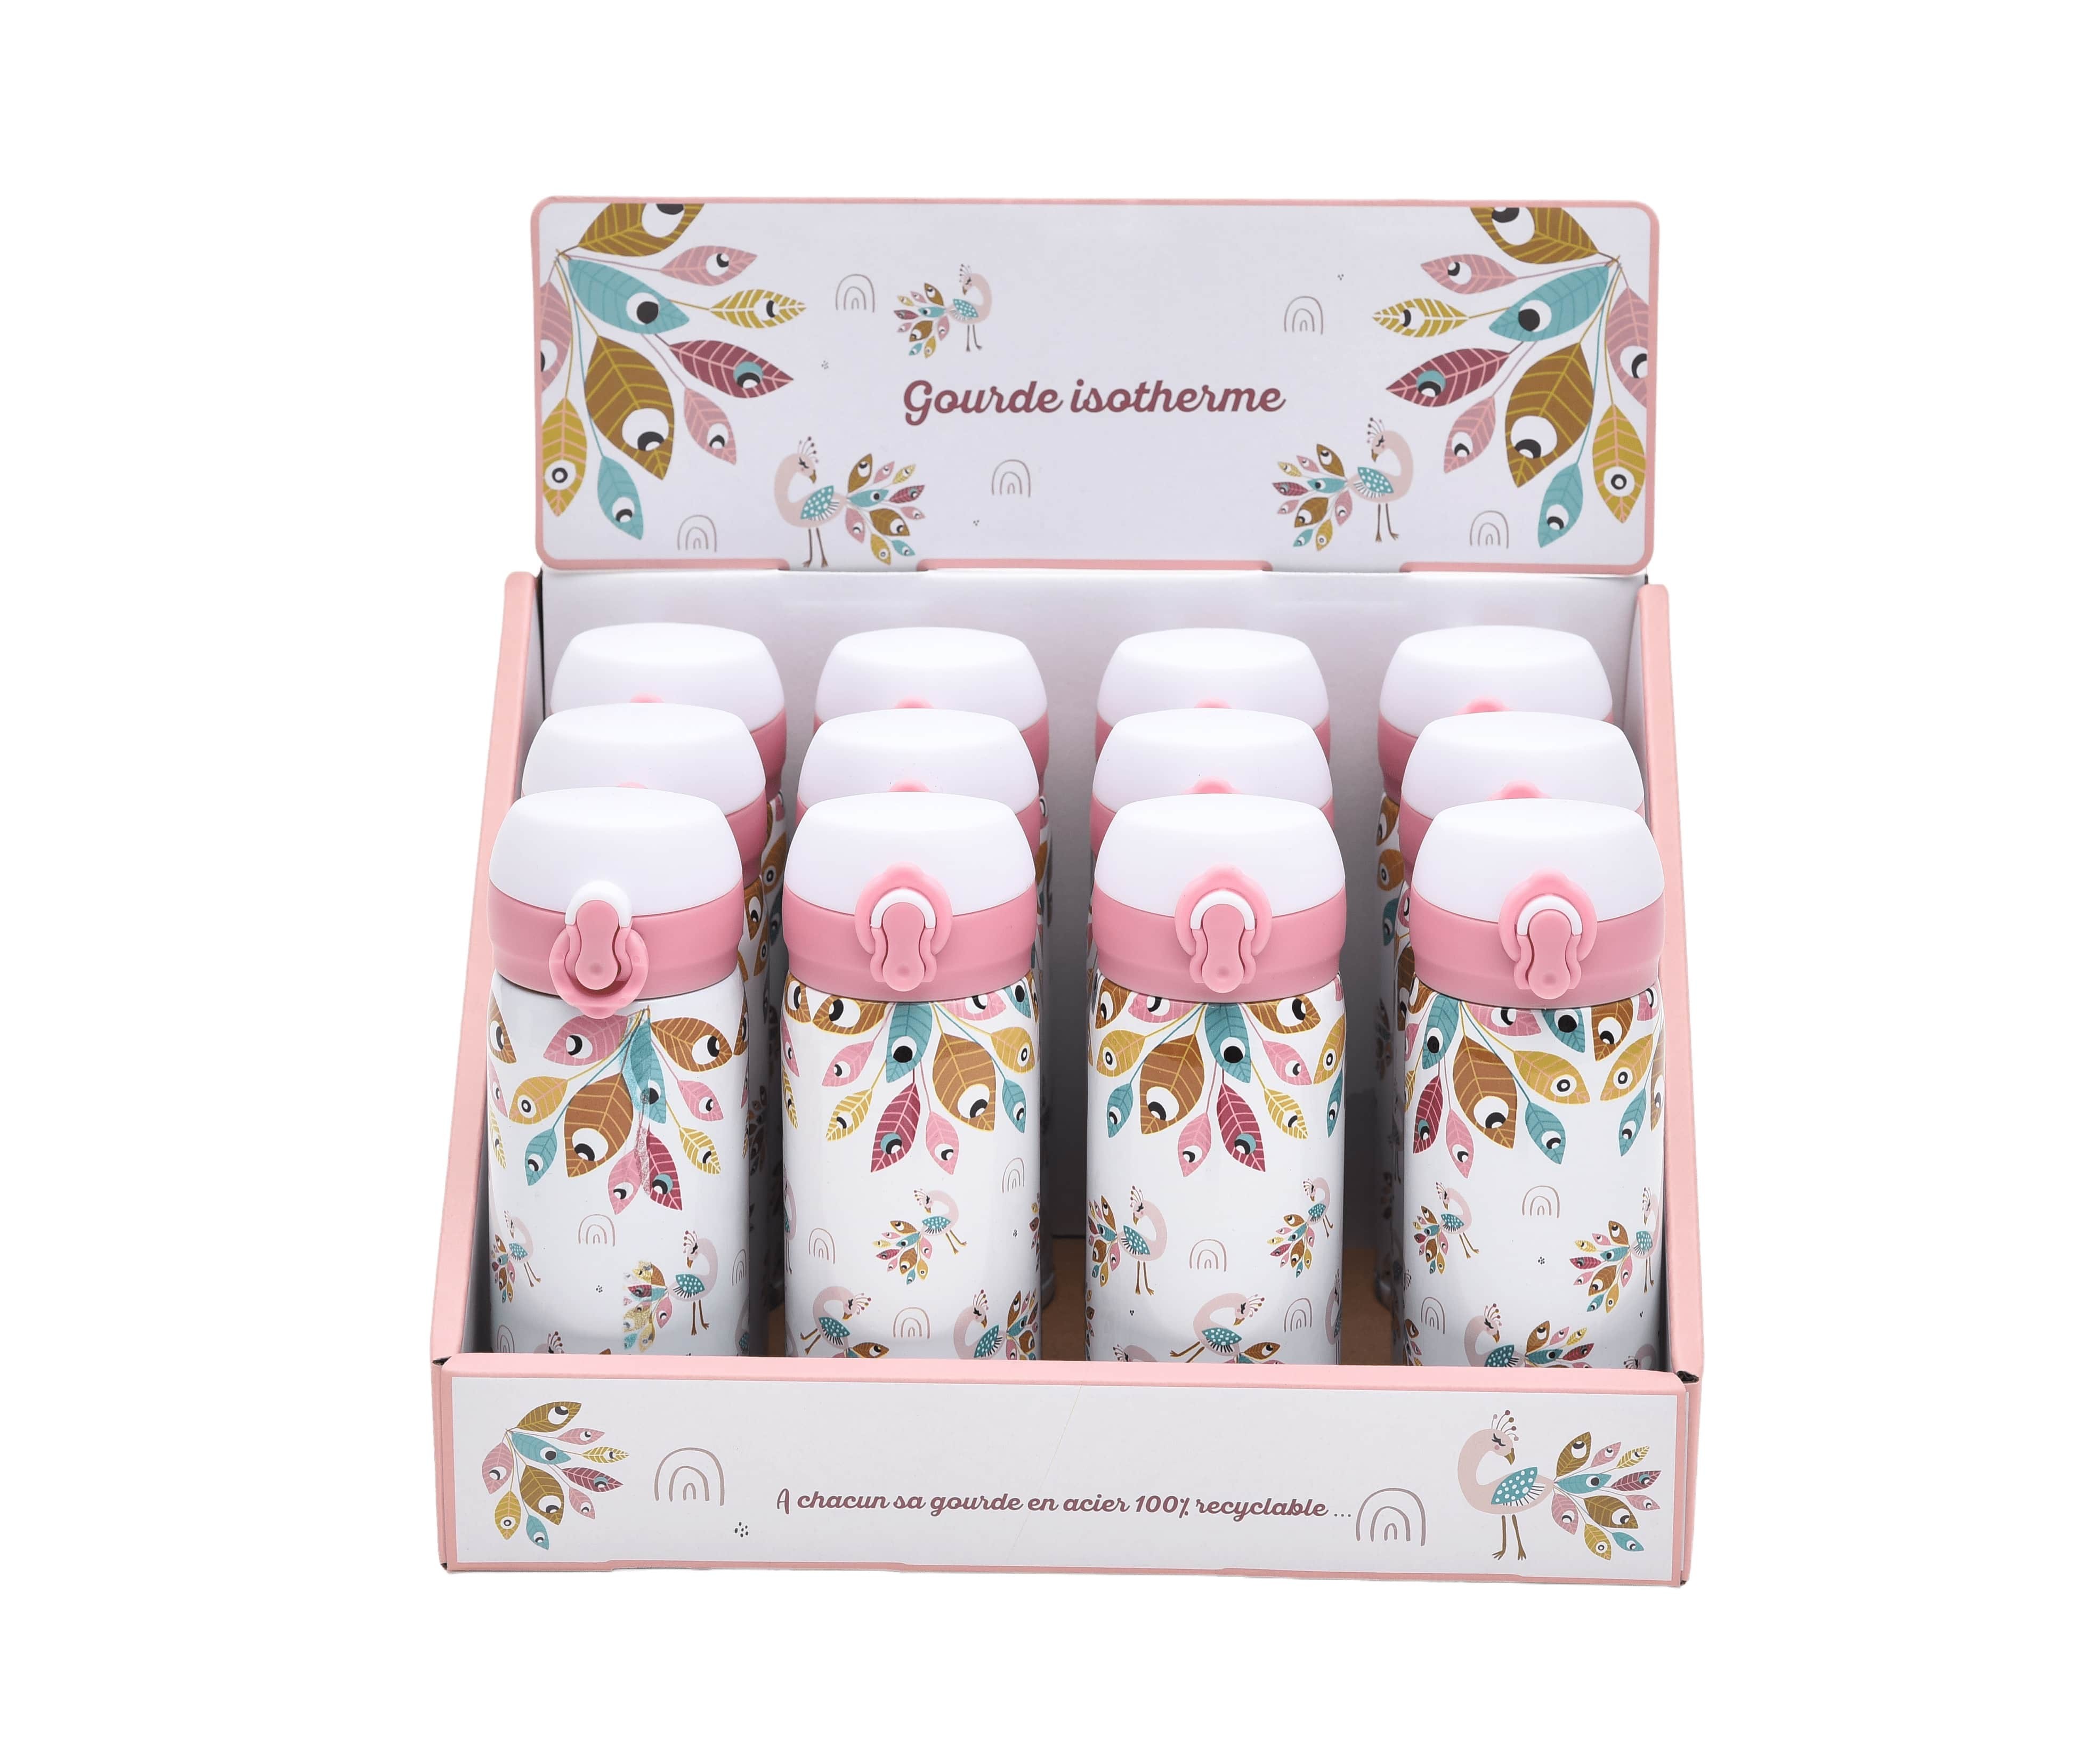 Gourde isotherme
A chacun sa gourde en acier 100% recyclable ...